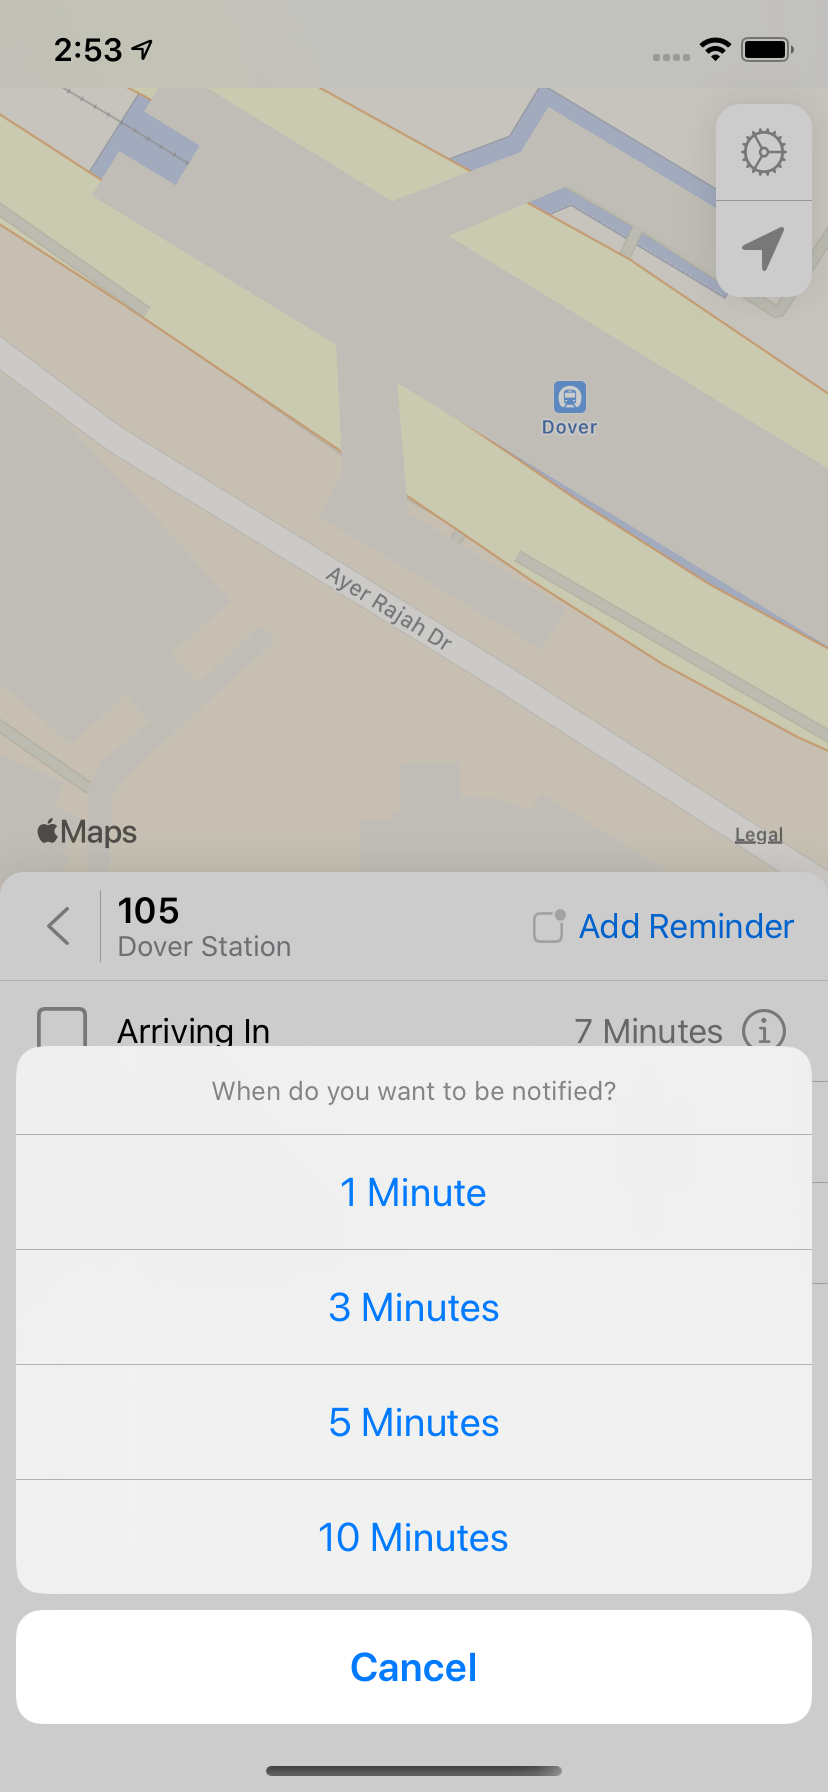 2:53
Dover
Ayer Rajah Dr
Maps
Legal
105
Dover Station
Add Reminder
Arriving In
7 Minutes
When do you want to be notified?
1 Minute
3 Minutes
5 Minutes
10 Minutes
Cancel